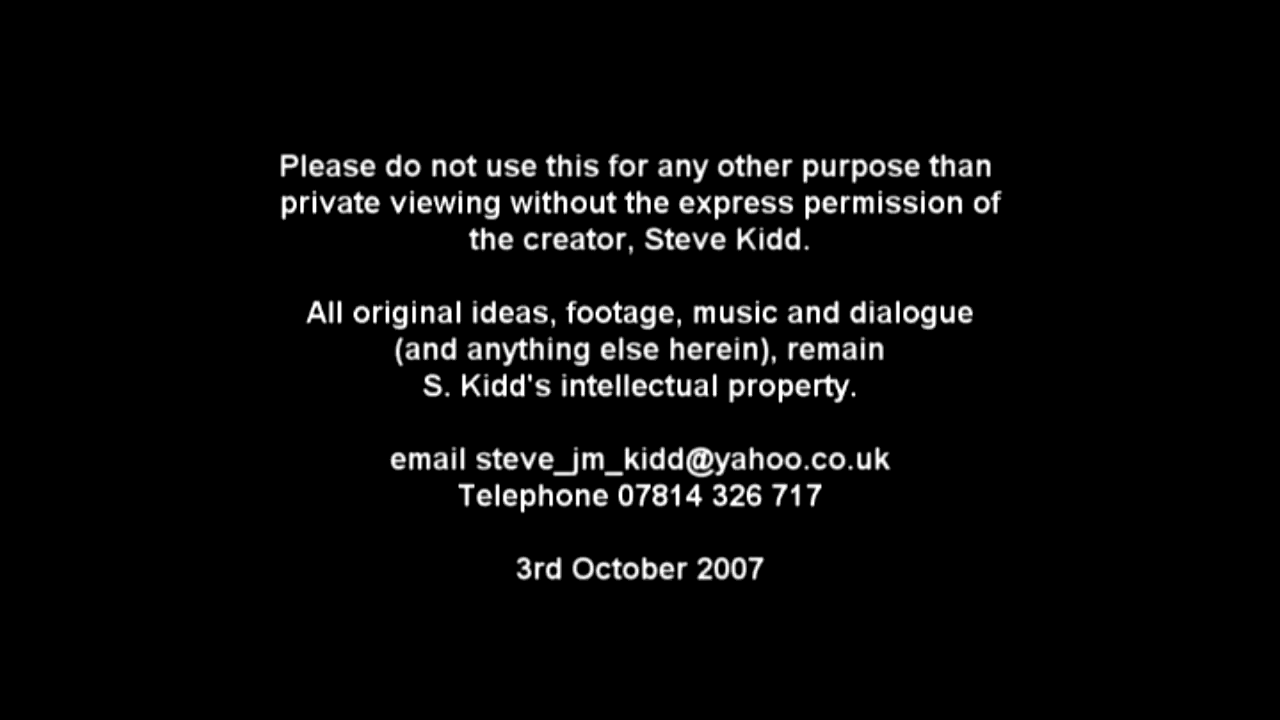 Please do not use this for any other purpose than
private viewing without the express permission of
the creator, Steve Kidd.
All original ideas, footage, music and dialogue
(and anything else herein), remain
S. Kidd's intellectual property.
email steve_jm_kidd@yahoo.co.uk
Telephone 07814 326 717
3rd October 2007